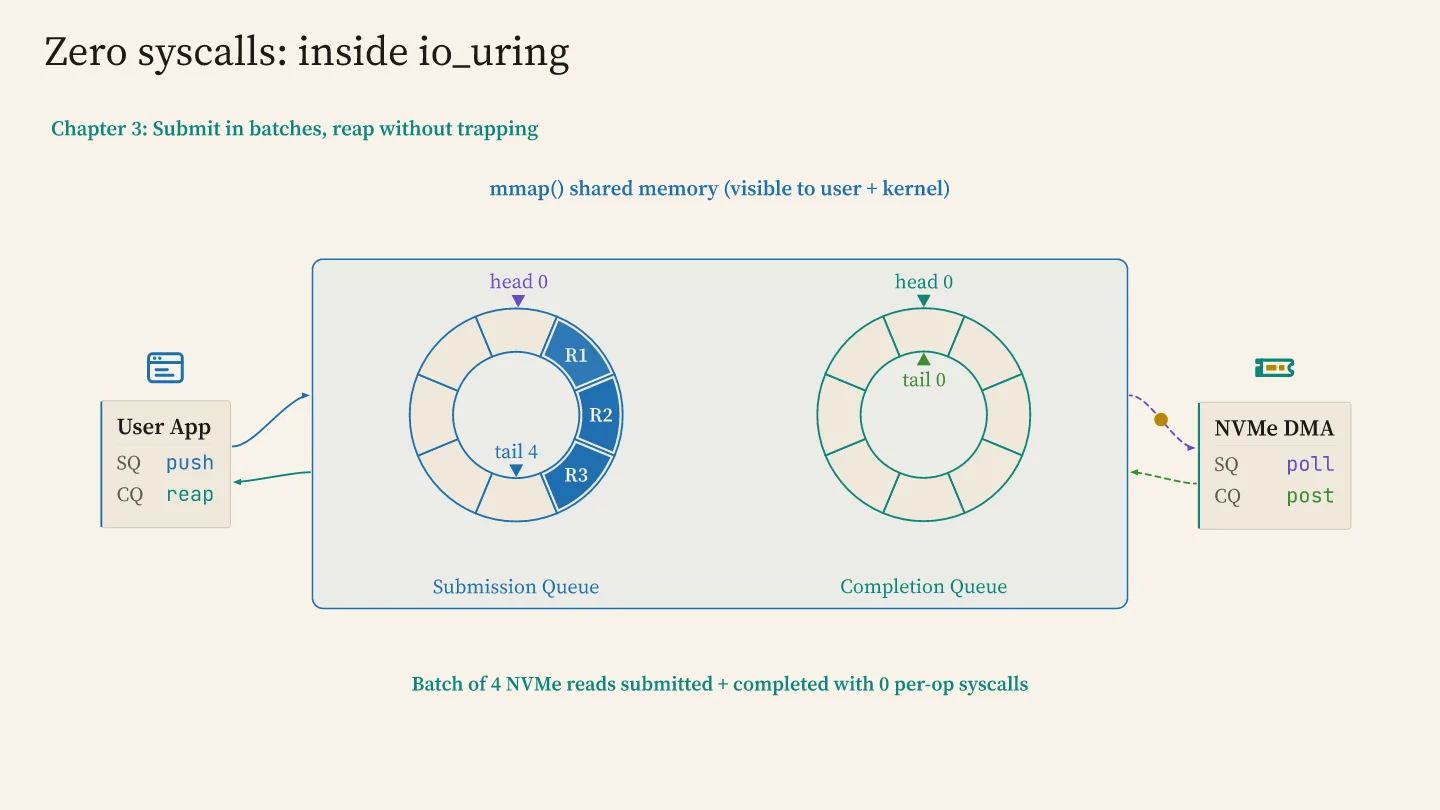 Zero syscalls: inside io_uring
Chapter 3: Submit in batches, reap without trapping
mmap() shared memory (visible to user + kernel)
head 0
head 0
R1
R2
R3
tail 4
tail 0
User App
SQ push
CQ reap
NVMe DMA
SQ poll
CQ post
Submission Queue
Completion Queue
Batch of 4 NVMe reads submitted + completed with 0 per-op syscalls